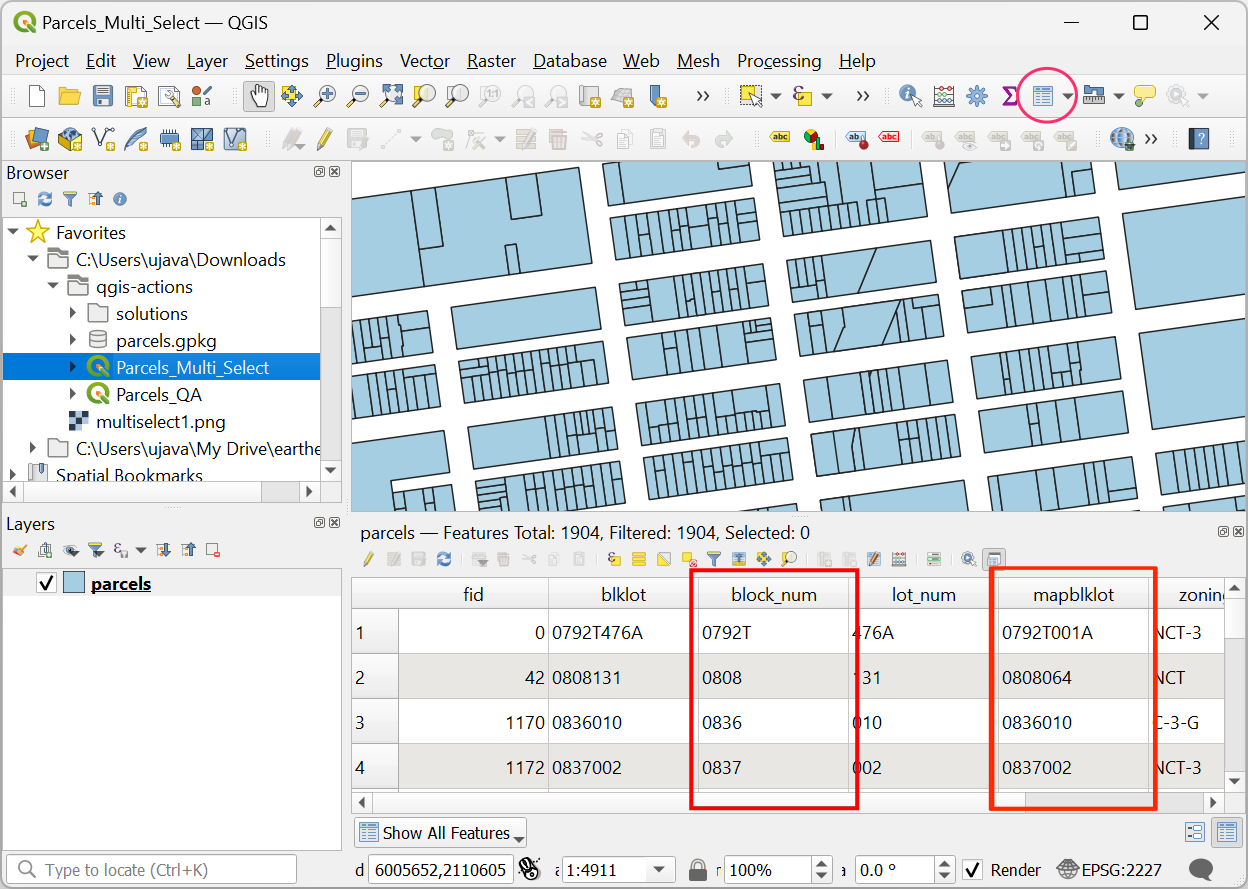 Parcels_Multi_Select — QGIS
Project Edit View Layer Settings Plugins Vector Raster Database Web Mesh Processing Help
Browser
Favorites
C:\Users\ujava\Downloads
qgis-actions
solutions
parcels.gpkg
Parcels_Multi_Select
Parcels_QA
multiselect1.png
C:\Users\ujava\My Drive\earthe
Spatial Bookmarks
Layers
parcels
parcels — Features Total: 1904, Filtered: 1904, Selected: 0
fid blklot block_num lot_num mapblklot zoning
1 0 0792T476A 0792T 476A 0792T001A NCT-3
2 42 0808131 0808 131 0808064 NCT
3 1170 0836010 0836 010 0836010 C-3-G
4 1172 0837002 0837 002 0837002 NCT-3
Show All Features
Type to locate (Ctrl+K) d 6005652,2110605 1:4911 100% 0.0 ° Render EPSG:2227